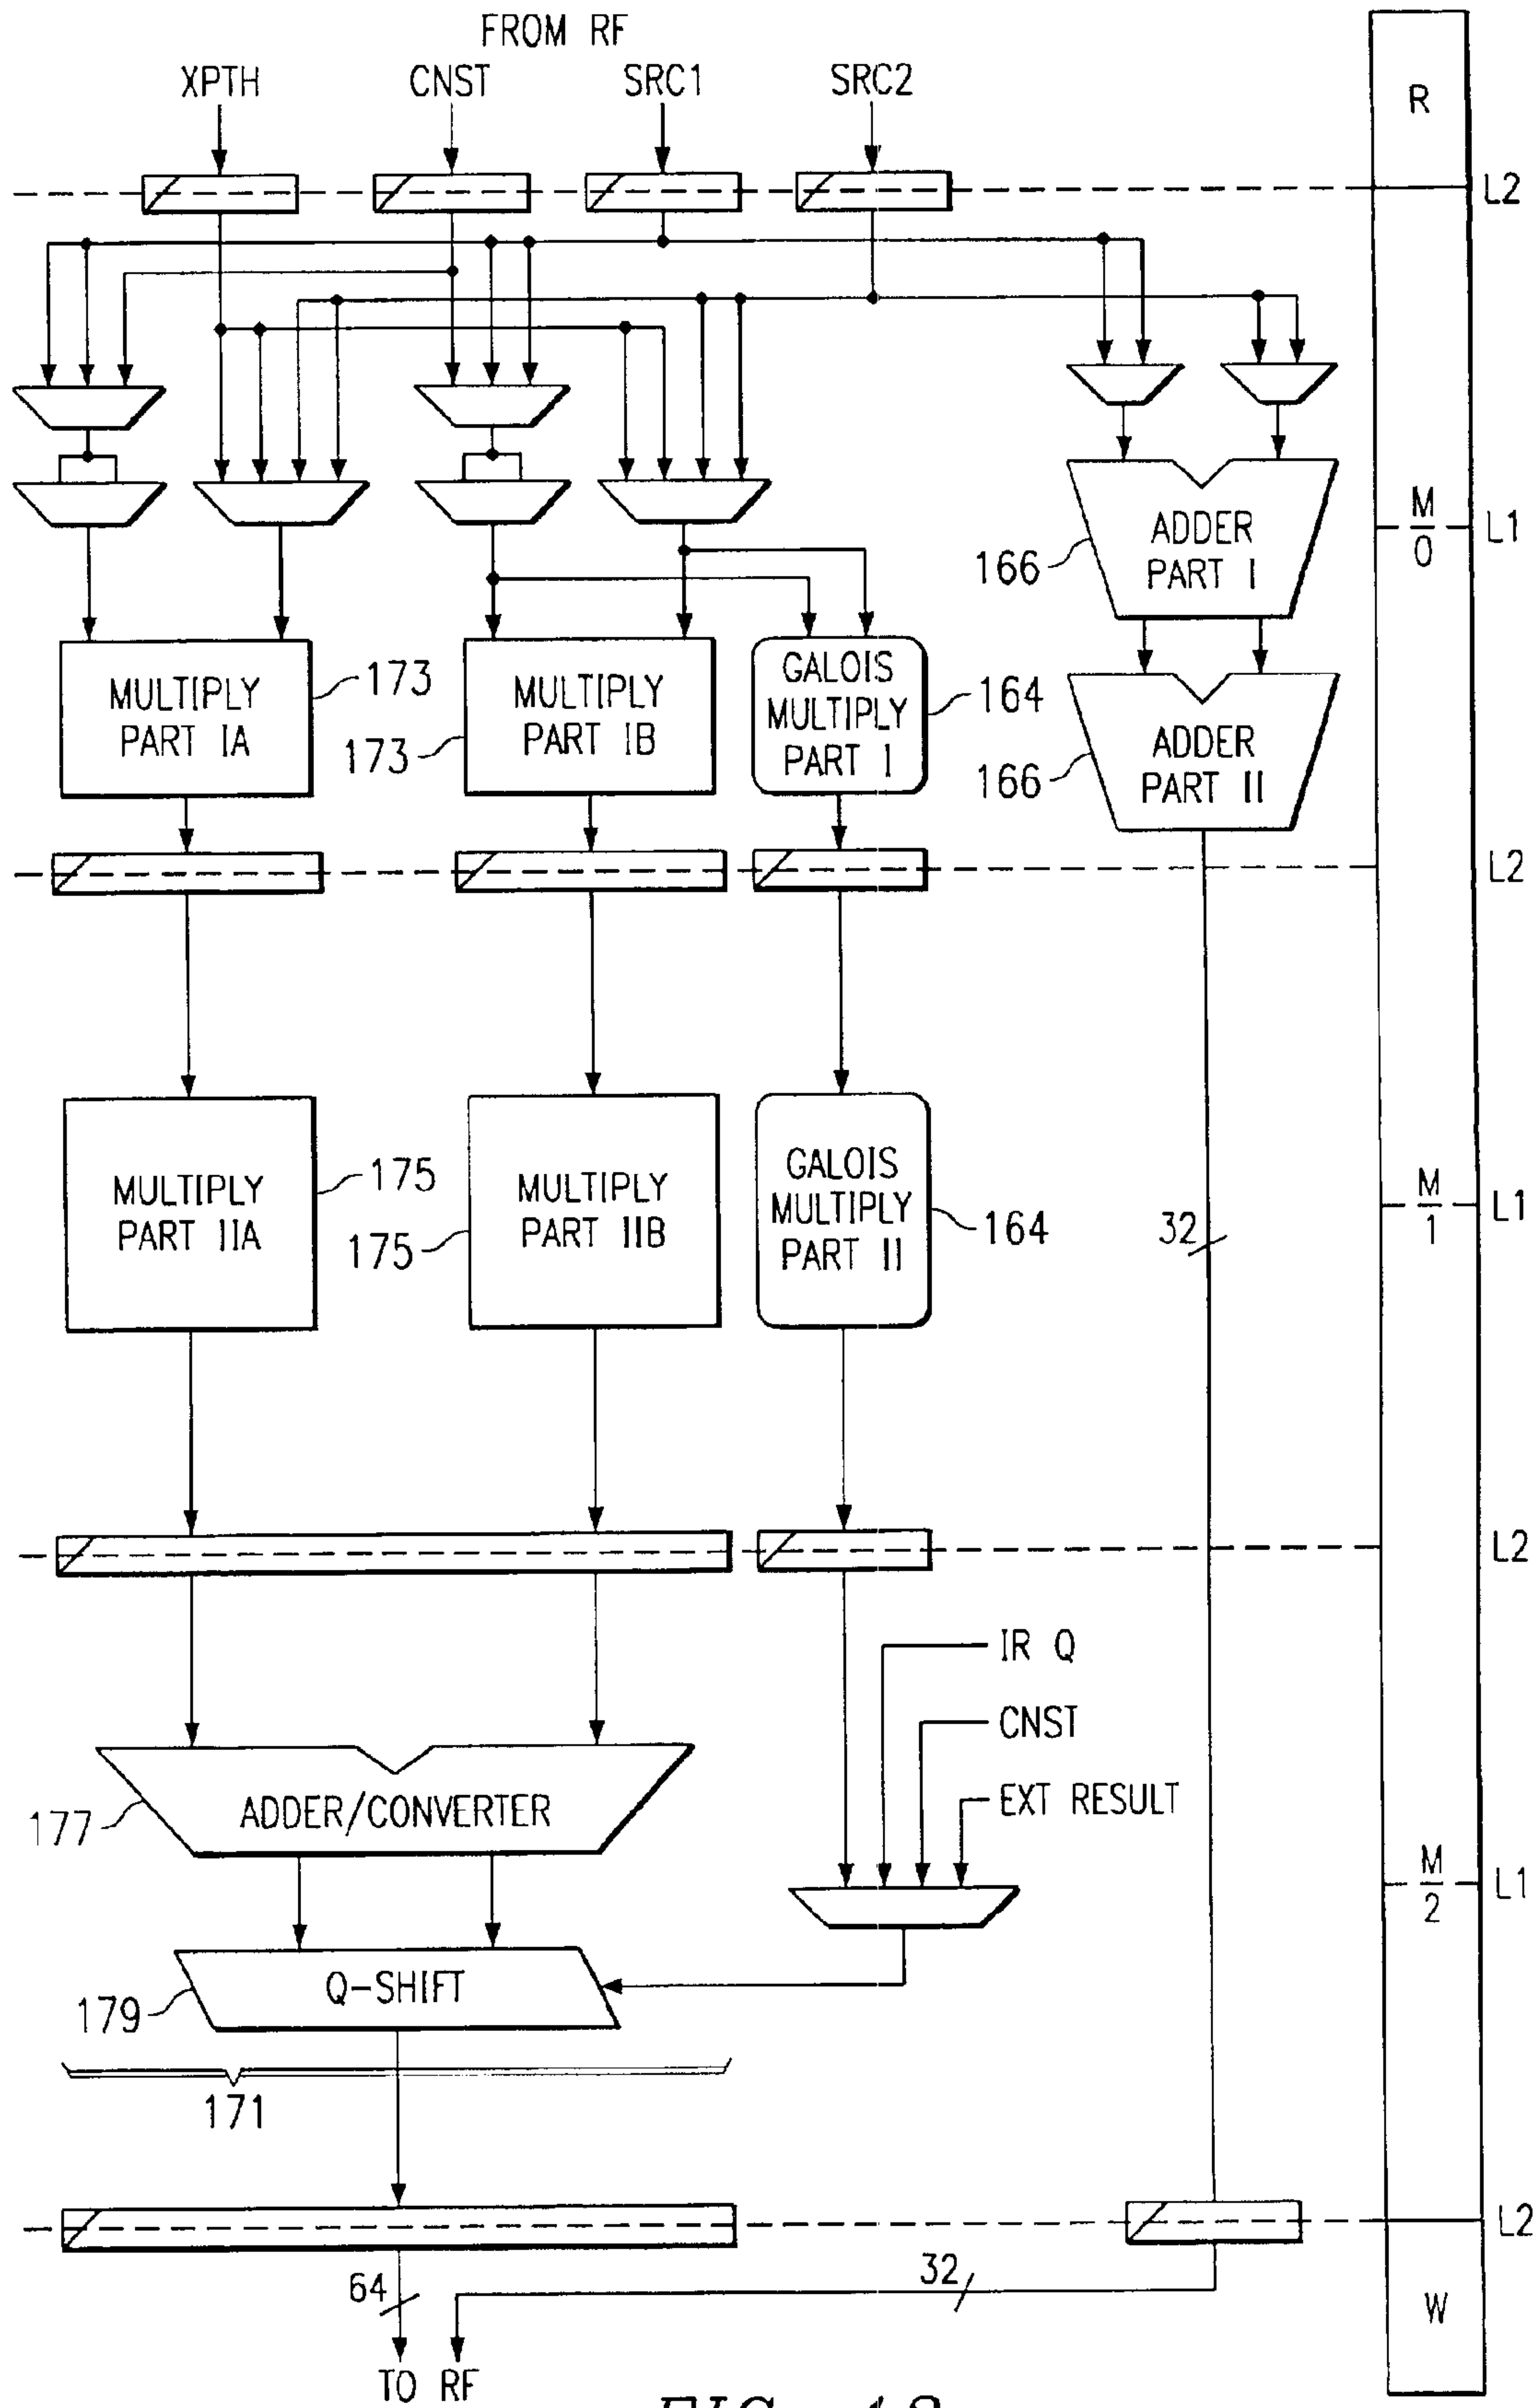 FROM RF
XPTH CNST SRC1 SRC2
R
L2
M
0
L1
ADDER
PART I
166
MULTIPLY
PART IA
173
MULTIPLY
PART IB
173
GALOIS
MULTIPLY
PART I
164
ADDER
PART II
166
L2
MULTIPLY
PART IIA
175
MULTIPLY
PART IIB
175
GALOIS
MULTIPLY
PART II
164
32
M
1
L1
L2
IR Q
CNST
EXT RESULT
ADDER/CONVERTER
177
M
2
L1
Q-SHIFT
179
171
L2
64
32
W
TO RF